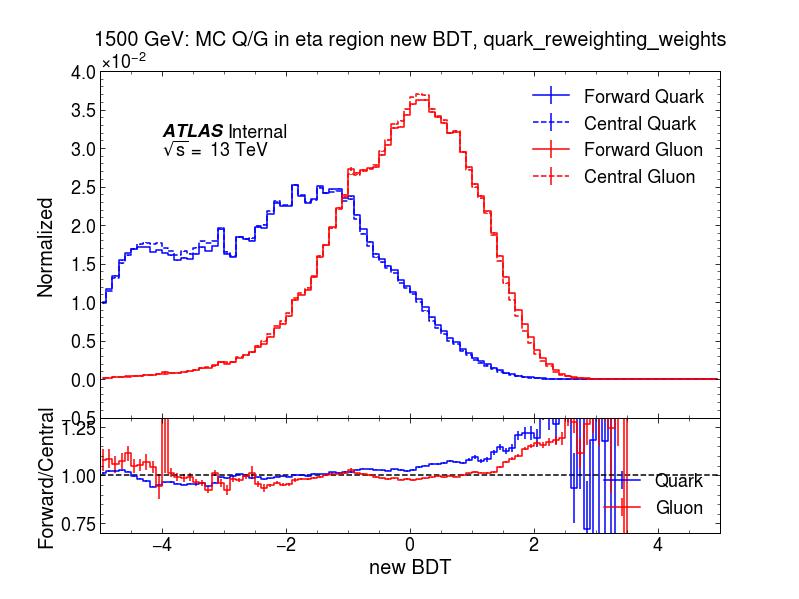 1500 GeV: MC Q/G in eta region new BDT, quark_reweighting_weights
×10⁻²
4.0
3.5
3.0
2.5
2.0
1.5
1.0
0.5
0.0
Normalized
ATLAS Internal
√s = 13 TeV
Forward Quark
Central Quark
Forward Gluon
Central Gluon
1.25
1.00
0.75
Forward/Central
Quark
Gluon
−4 −2 0 2 4
new BDT